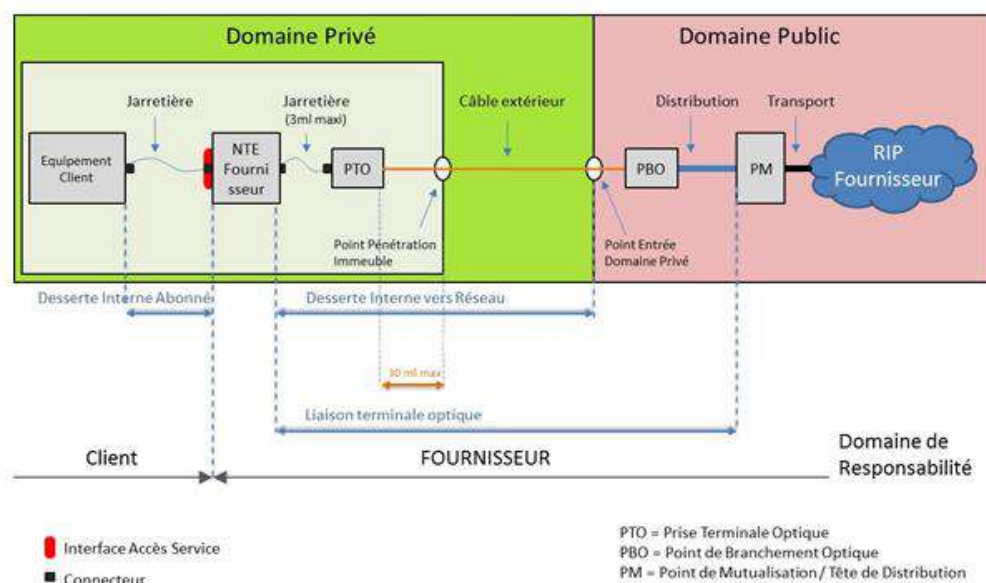 Domaine Privé
Domaine Public
Jarretière
Jarretière
(3ml maxi)
Câble extérieur
Distribution
Transport
Equipement
Client
NTE
Fourni
sseur
PTO
PBO
PM
RIP
Fournisseur
Point Pénétration
Immeuble
Point Entrée
Domaine Privé
Desserte Interne Abonné
Desserte Interne vers Réseau
30 ml max
Liaison terminale optique
Client
FOURNISSEUR
Domaine de
Responsabilité
Interface Accès Service
Connecteur
PTO = Prise Terminale Optique
PBO = Point de Branchement Optique
PM = Point de Mutualisation / Tête de Distribution